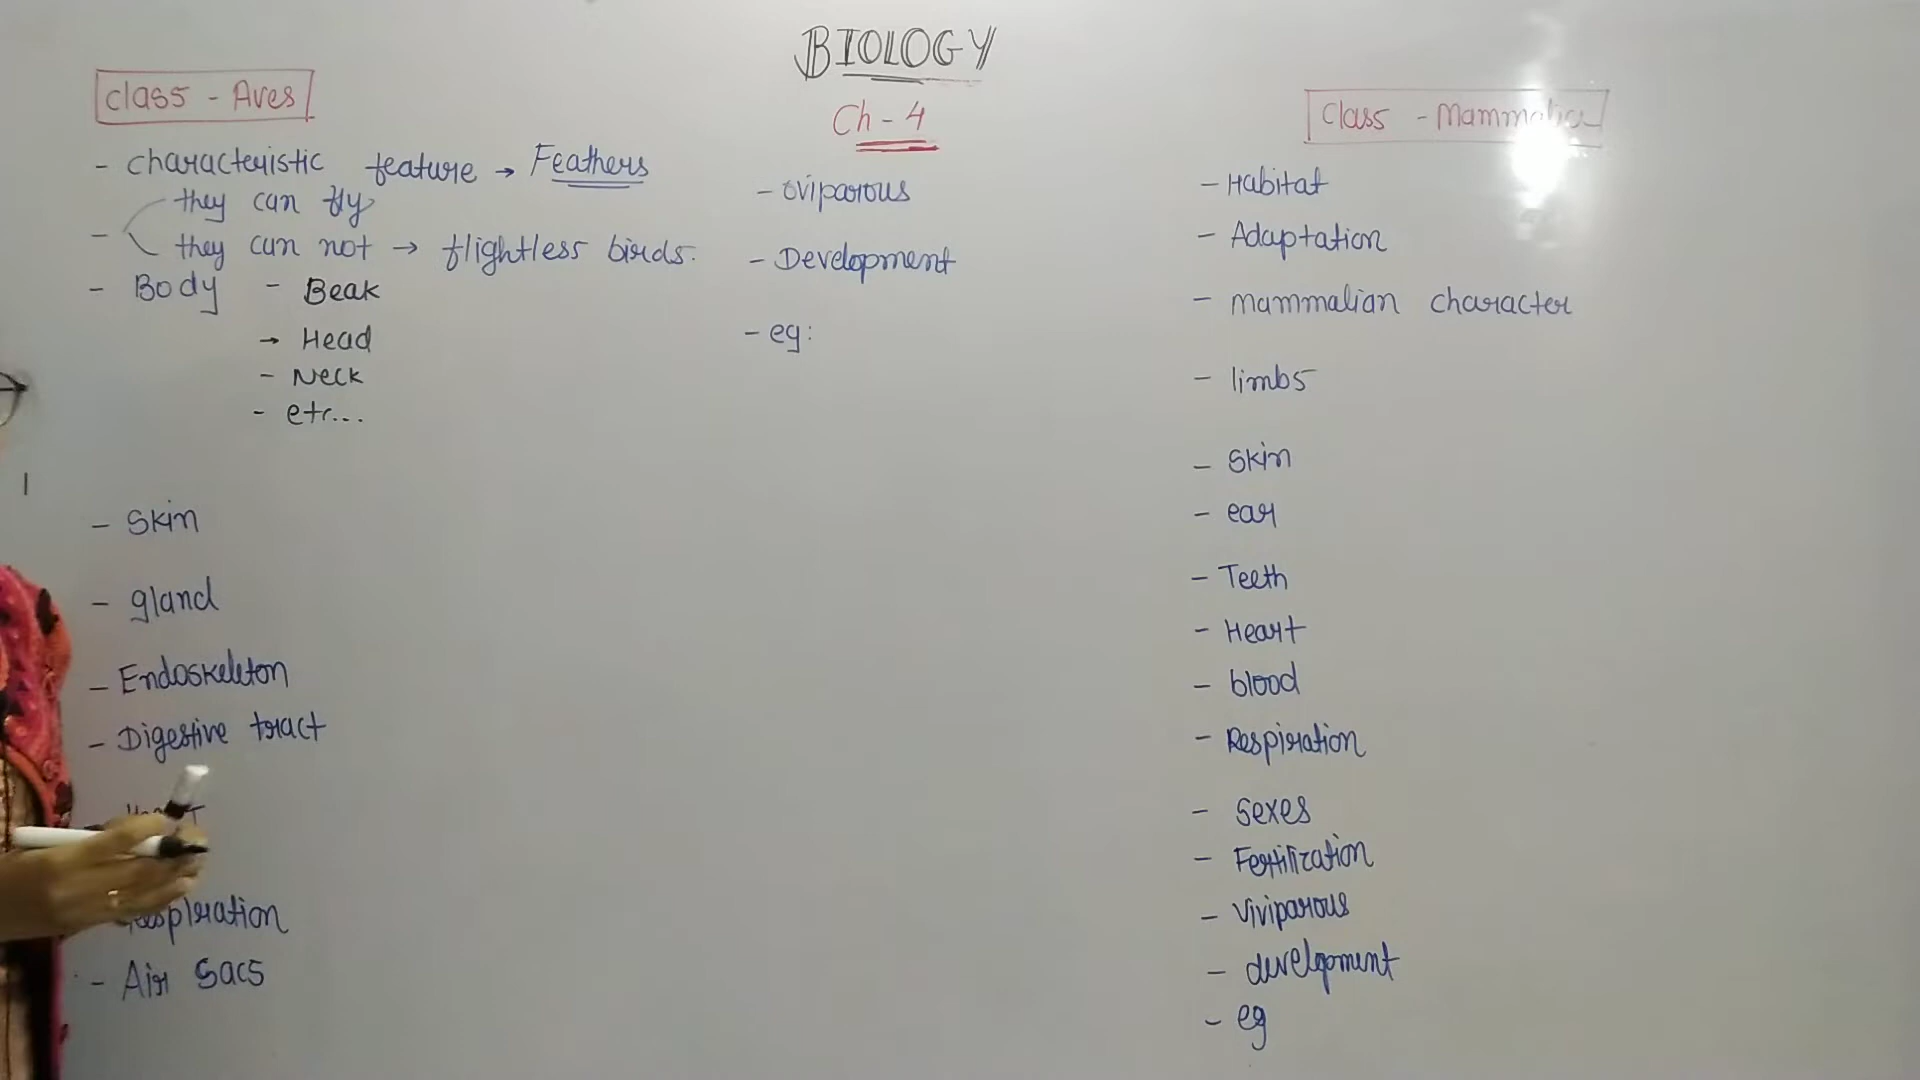 BIOLOGY
Ch - 4
Class - Aves
- characteristic feature → Feathers
- they can fly
they can not → flightless birds.
- Body - Beak
→ Head
- Neck
- etc...
- Skin
- gland
- Endoskeleton
- Digestive tract
Respiration
- Air Sacs
- oviparous
- Development
- eg:
Class - Mammalia
- Habitat
- Adaptation
- mammalian character
- limbs
- Skin
- ear
- Teeth
- Heart
- blood
- Respiration
- Sexes
- Fertilization
- Viviparous
- development
- eg